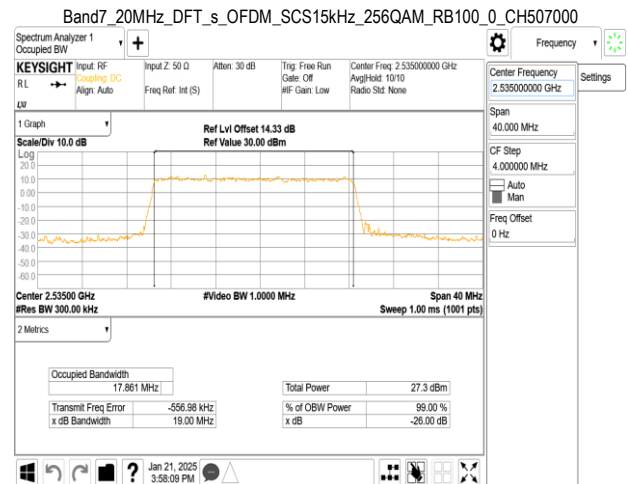 Band7_20MHz_DFT_s_OFDM_SCS15kHz_256QAM_RB100_0_CH507000
Spectrum Analyzer 1
Occupied BW
Frequency
KEYSIGHT
RL
LXI
Input: RF
Coupling: DC
Align: Auto
Input Z: 50 Ω
Freq Ref: Int (S)
Atten: 30 dB
Trig: Free Run
Gate: Off
#IF Gain: Low
Center Freq: 2.535000000 GHz
Avg|Hold: 10/10
Radio Std: None
Center Frequency
2.535000000 GHz
Settings
Span
40.000 MHz
CF Step
4.000000 MHz
Auto
Man
Freq Offset
0 Hz
1 Graph
Scale/Div 10.0 dB
Ref Lvl Offset 14.33 dB
Ref Value 30.00 dBm
Log
20.0
10.0
0.00
-10.0
-20.0
-30.0
-40.0
-50.0
-60.0
Center 2.53500 GHz
#Video BW 1.0000 MHz
Span 40 MHz
#Res BW 300.00 kHz
Sweep 1.00 ms (1001 pts)
2 Metrics
Occupied Bandwidth
17.861 MHz
Total Power 27.3 dBm
Transmit Freq Error -556.98 kHz
% of OBW Power 99.00 %
x dB Bandwidth 19.00 MHz
x dB -26.00 dB
?
Jan 21, 2025
3:58:09 PM